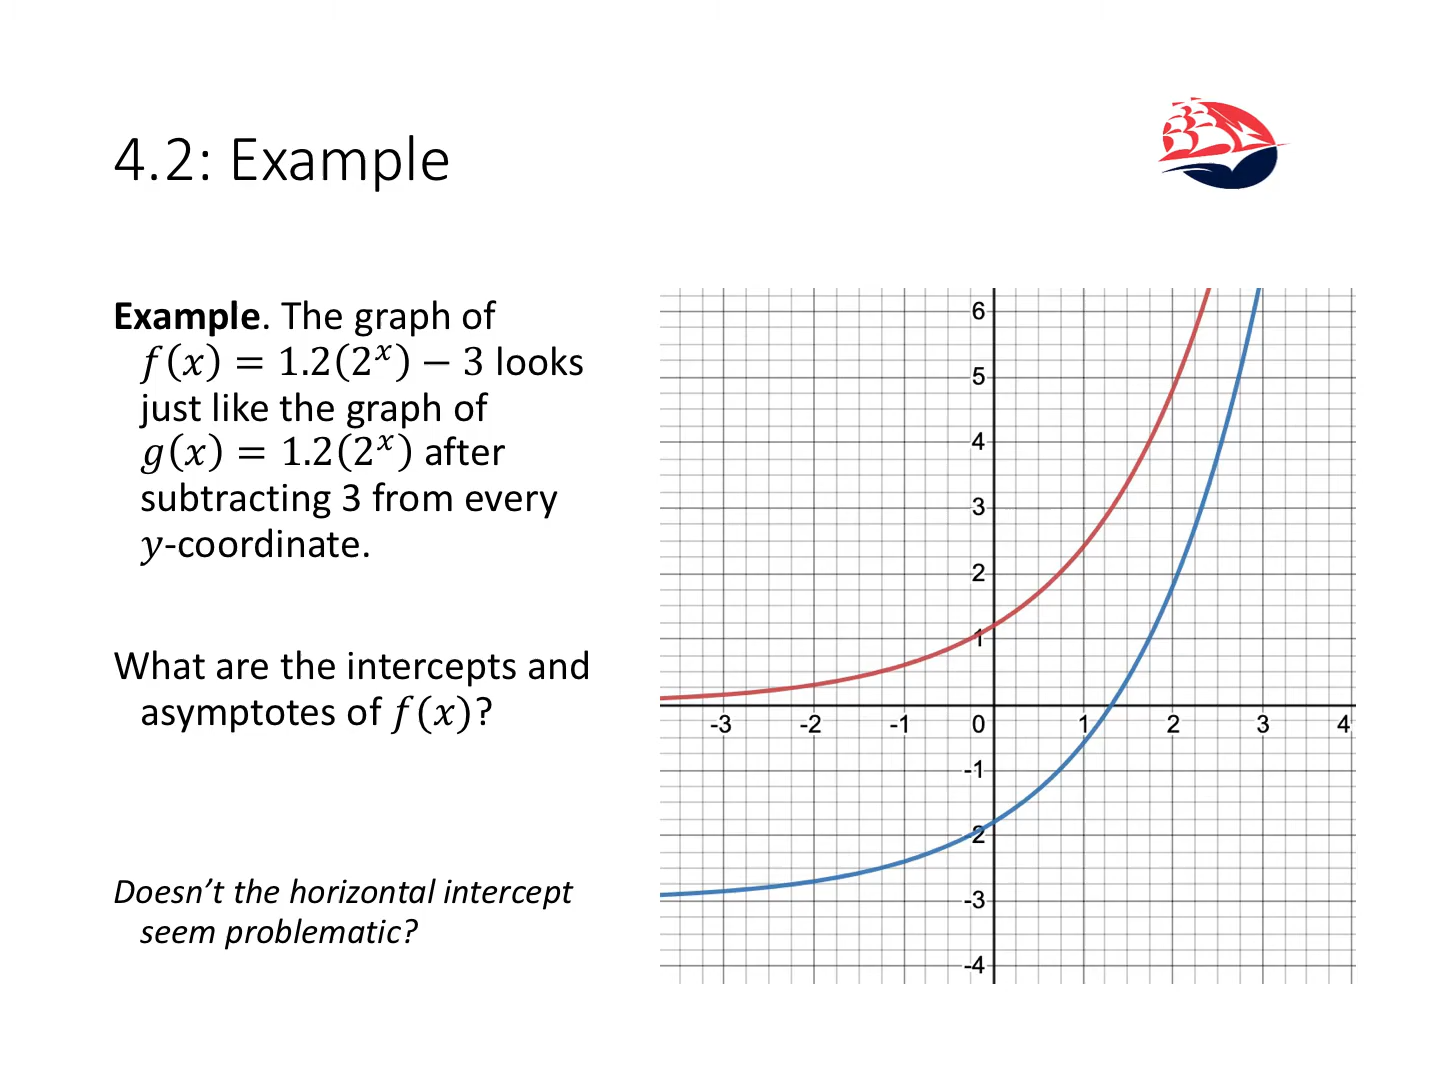 4.2: Example
Example. The graph of
f(x) = 1.2(2ˣ) − 3 looks
just like the graph of
g(x) = 1.2(2ˣ) after
subtracting 3 from every
y-coordinate.
What are the intercepts and
asymptotes of f(x)?
Doesn’t the horizontal intercept
seem problematic?
6
5
4
3
2
1
-3 -2 -1 0 1 2 3 4
-1
-2
-3
-4